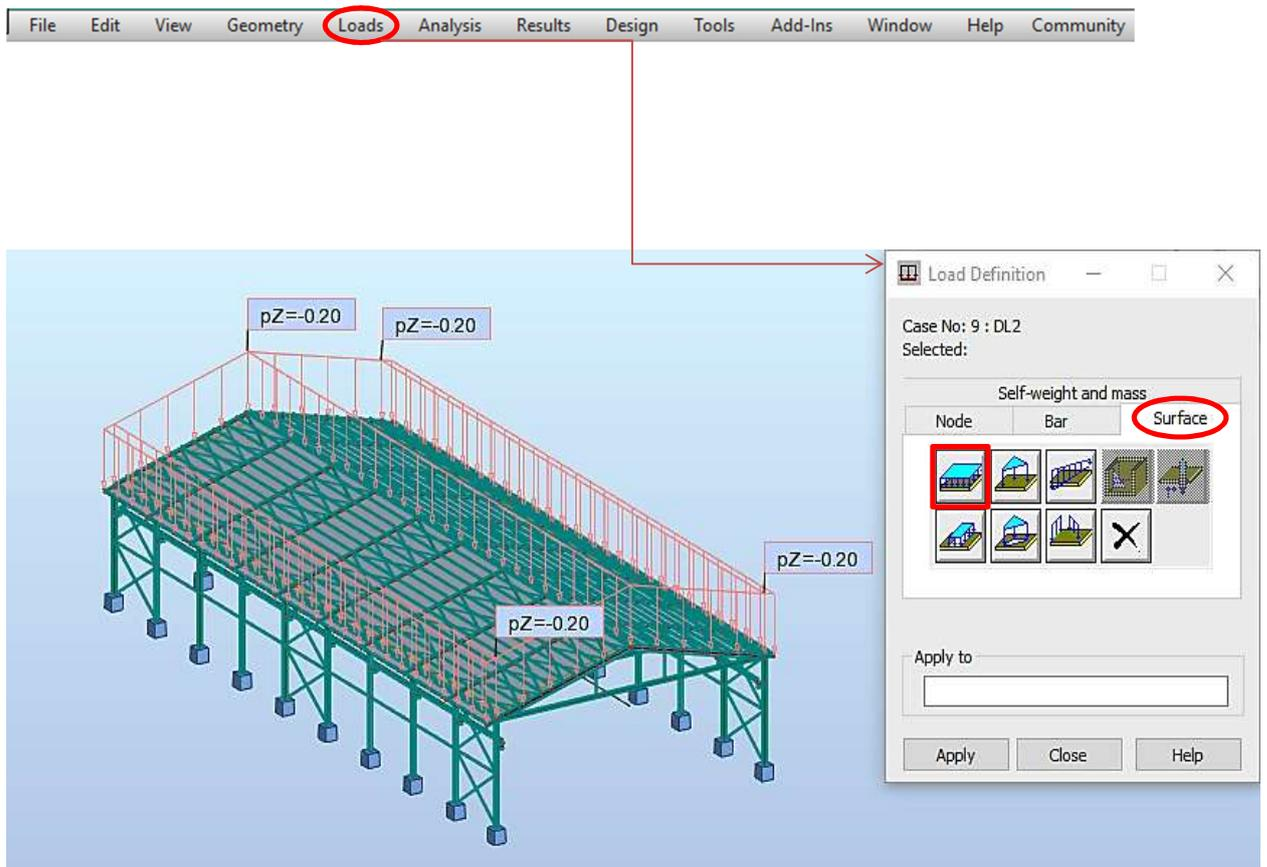 File Edit View Geometry Loads Analysis Results Design Tools Add-Ins Window Help Community
pZ=-0.20
pZ=-0.20
pZ=-0.20
pZ=-0.20
Load Definition
Case No: 9 : DL2
Selected:
Self-weight and mass
Node Bar Surface
Apply to
Apply Close Help